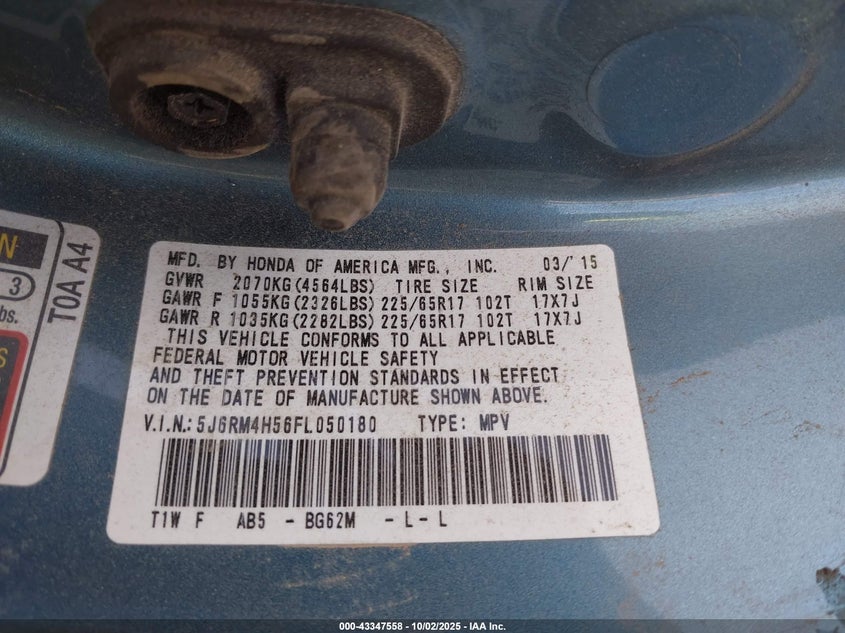 MFD. BY HONDA OF AMERICA MFG., INC. 03/'15
GVWR 2070KG(4564LBS) TIRE SIZE RIM SIZE
GAWR F 1055KG(2326LBS) 225/65R17 102T 17X7J
GAWR R 1035KG(2282LBS) 225/65R17 102T 17X7J
THIS VEHICLE CONFORMS TO ALL APPLICABLE
FEDERAL MOTOR VEHICLE SAFETY
AND THEFT PREVENTION STANDARDS IN EFFECT
ON THE DATE OF MANUFACTURE SHOWN ABOVE.
V.I.N.: 5J6RM4H56FL050180 TYPE: MPV
T1W F AB5 - BG62M - L - L
N
3
bs.
S
T0A A4
000-43347558 - 10/02/2025 - IAA Inc.